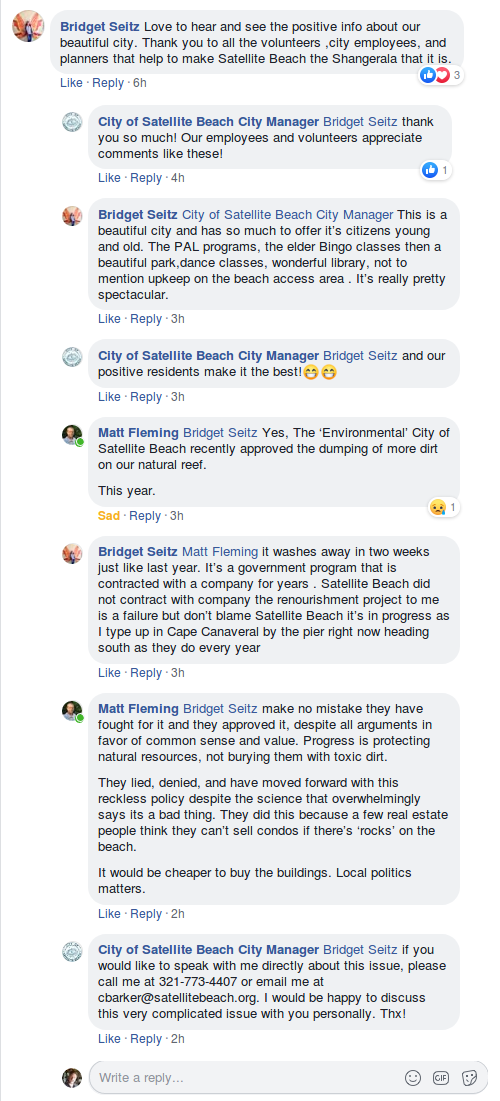 Bridget Seitz Love to hear and see the positive info about our
beautiful city. Thank you to all the volunteers ,city employees, and
planners that help to make Satellite Beach the Shangerala that it is.
3
Like · Reply · 6h
City of Satellite Beach City Manager Bridget Seitz thank
you so much! Our employees and volunteers appreciate
comments like these!
1
Like · Reply · 4h
Bridget Seitz City of Satellite Beach City Manager This is a
beautiful city and has so much to offer it’s citizens young
and old. The PAL programs, the elder Bingo classes then a
beautiful park,dance classes, wonderful library, not to
mention upkeep on the beach access area . It’s really pretty
spectacular.
Like · Reply · 3h
City of Satellite Beach City Manager Bridget Seitz and our
positive residents make it the best!😁😁
Like · Reply · 3h
Matt Fleming Bridget Seitz Yes, The ‘Environmental’ City of
Satellite Beach recently approved the dumping of more dirt
on our natural reef.
This year.
1
Sad · Reply · 3h
Bridget Seitz Matt Fleming it washes away in two weeks
just like last year. It’s a government program that is
contracted with a company for years . Satellite Beach did
not contract with company the renourishment project to me
is a failure but don’t blame Satellite Beach it’s in progress as
I type up in Cape Canaveral by the pier right now heading
south as they do every year
Like · Reply · 3h
Matt Fleming Bridget Seitz make no mistake they have
fought for it and they approved it, despite all arguments in
favor of common sense and value. Progress is protecting
natural resources, not burying them with toxic dirt.
They lied, denied, and have moved forward with this
reckless policy despite the science that overwhelmingly
says its a bad thing. They did this because a few real estate
people think they can’t sell condos if there’s ‘rocks’ on the
beach.
It would be cheaper to buy the buildings. Local politics
matters.
Like · Reply · 2h
City of Satellite Beach City Manager Bridget Seitz if you
would like to speak with me directly about this issue, please
call me at 321-773-4407 or email me at
cbarker@satellitebeach.org. I would be happy to discuss
this very complicated issue with you personally. Thx!
Like · Reply · 2h
Write a reply...
GIF